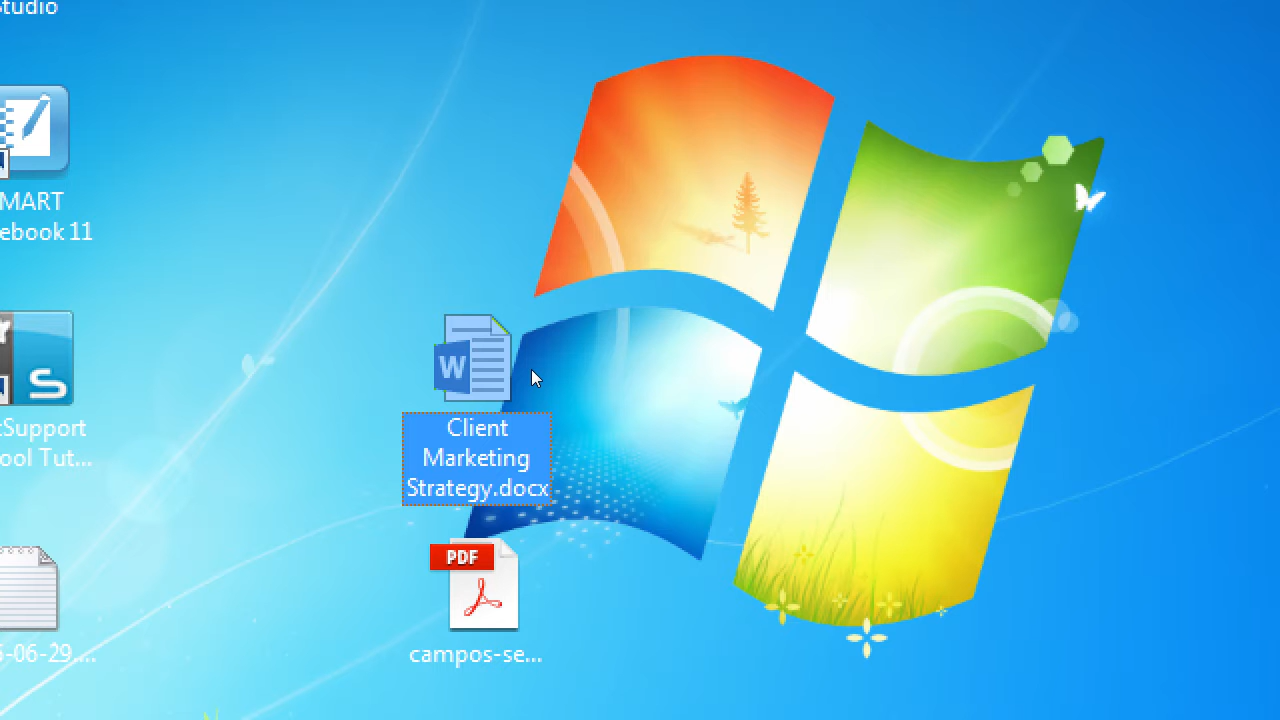 Studio
MART
ebook 11
Support
ool Tut...
-06-29....
W
Client
Marketing
Strategy.docx
PDF
campos-se...